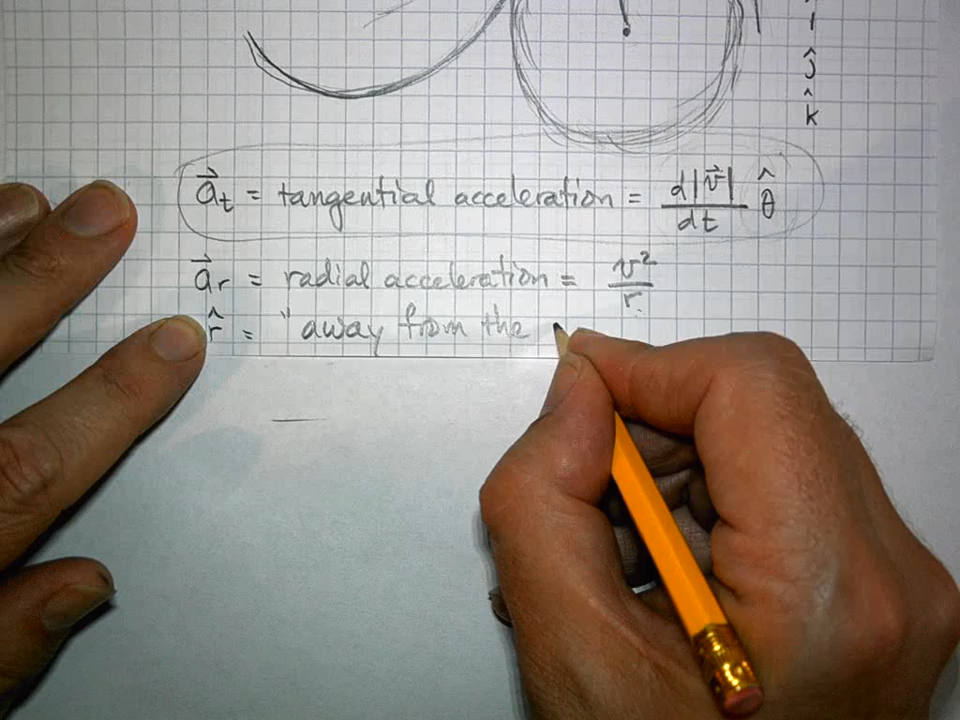 î
ĵ
k̂
a⃗t = tangential acceleration = d|v⃗|/dt θ̂
a⃗r = radial acceleration = v²/r
r̂ = "away from the